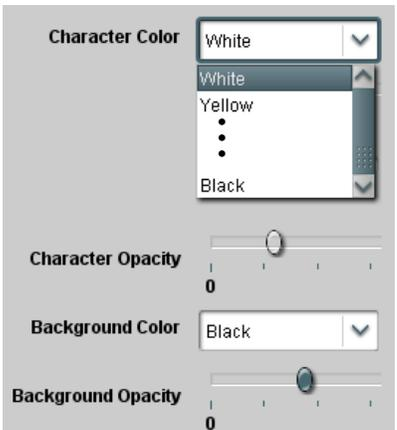 Character Color
White
White
Yellow
Black
Character Opacity
0
Background Color
Black
Background Opacity
0